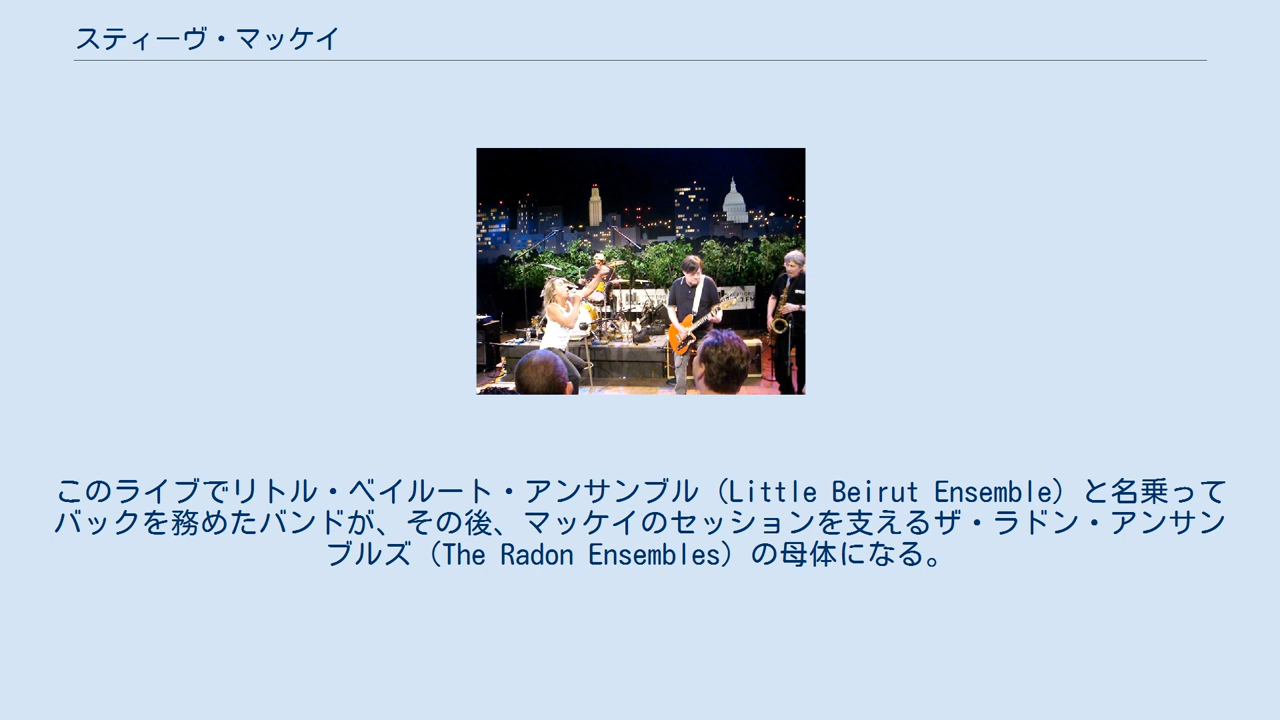 スティーヴ・マッケイ
このライブでリトル・ベイルート・アンサンブル（Little Beirut Ensemble）と名乗って
バックを務めたバンドが、その後、マッケイのセッションを支えるザ・ラドン・アンサン
ブルズ（The Radon Ensembles）の母体になる。